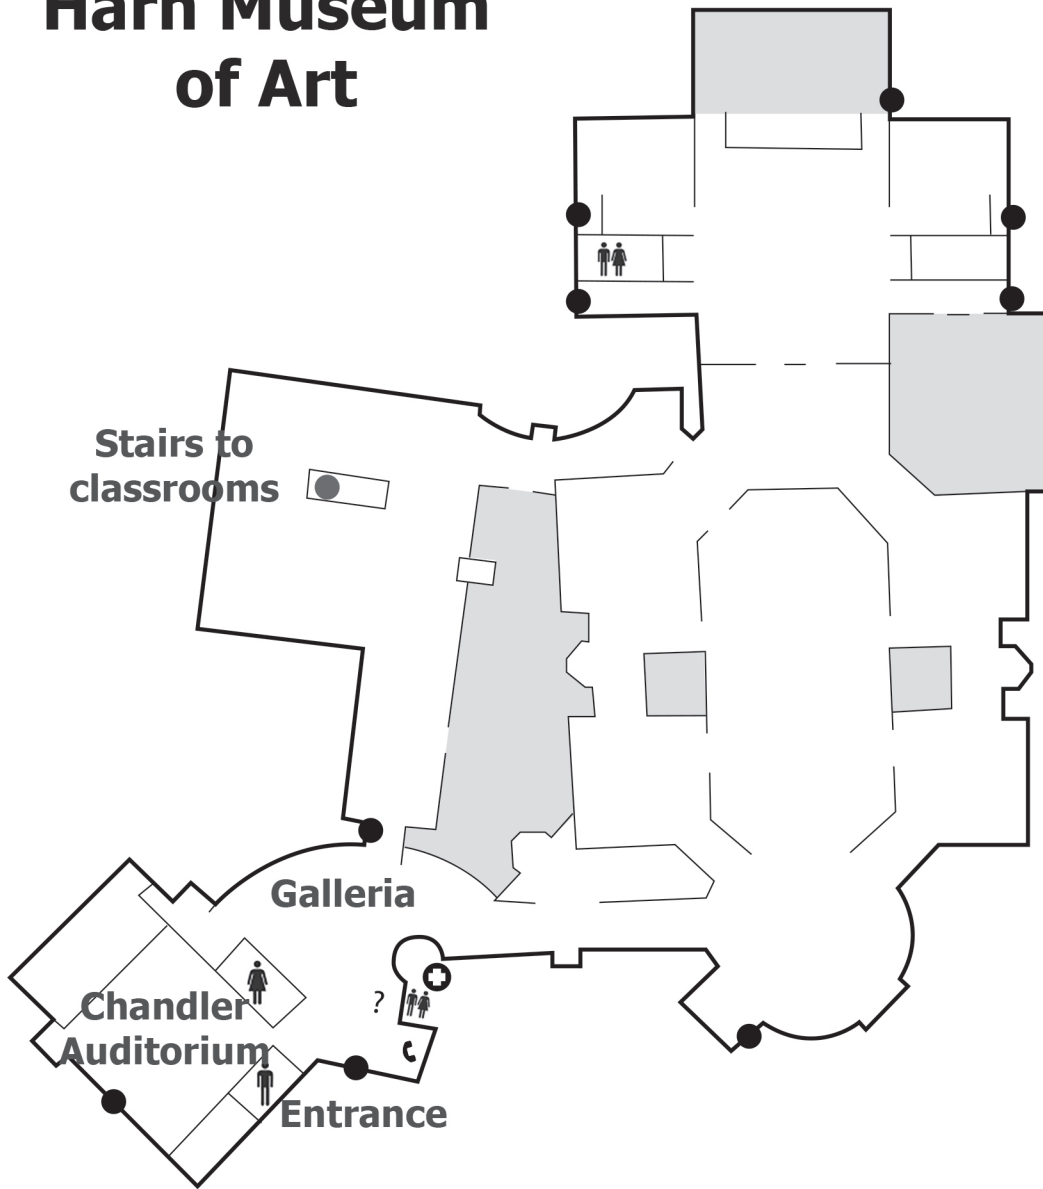 Harn Museum
of Art
Stairs to
classrooms
Galleria
?
Chandler
Auditorium
Entrance